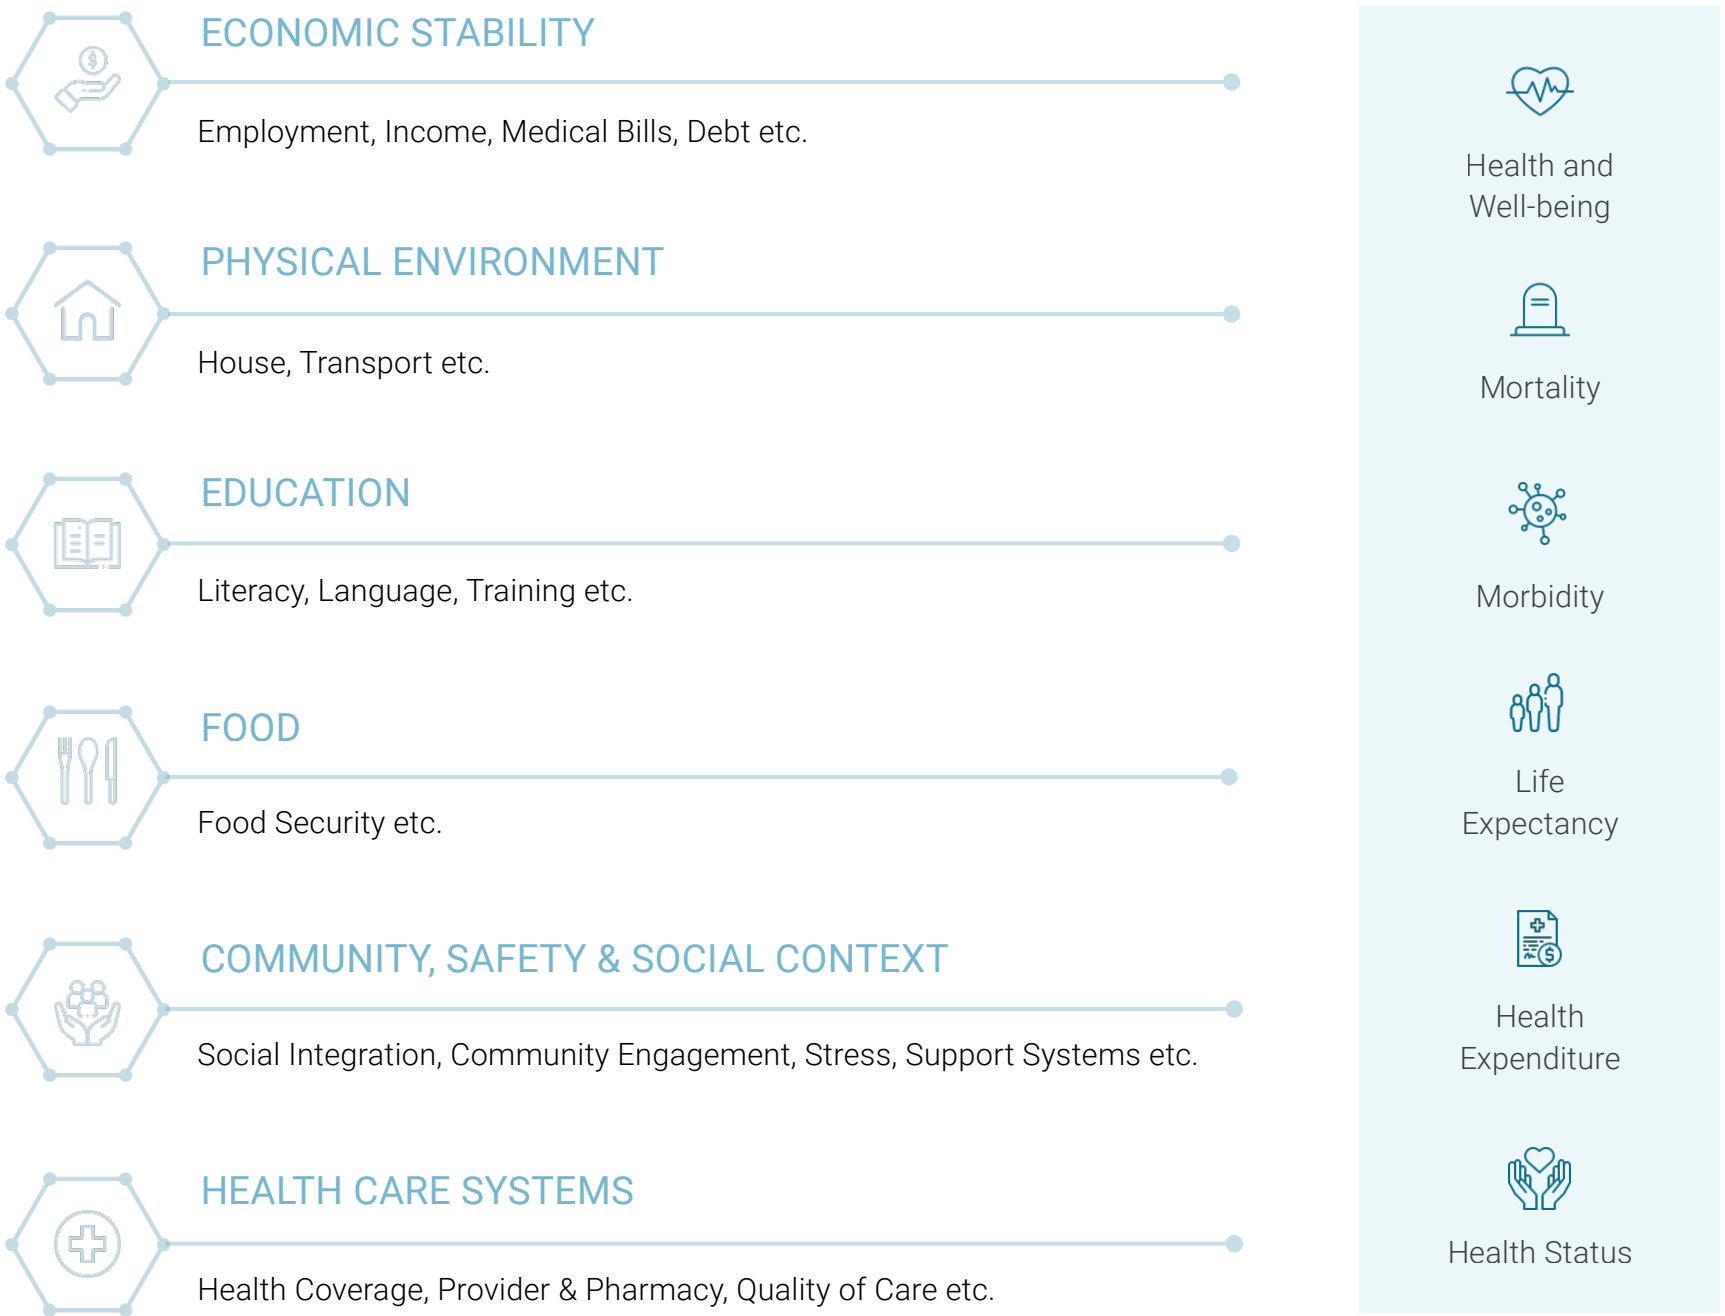 ECONOMIC STABILITY
Employment, Income, Medical Bills, Debt etc.
PHYSICAL ENVIRONMENT
House, Transport etc.
EDUCATION
Literacy, Language, Training etc.
FOOD
Food Security etc.
COMMUNITY, SAFETY & SOCIAL CONTEXT
Social Integration, Community Engagement, Stress, Support Systems etc.
HEALTH CARE SYSTEMS
Health Coverage, Provider & Pharmacy, Quality of Care etc.
Health and
Well-being
Mortality
Morbidity
Life
Expectancy
Health
Expenditure
Health Status